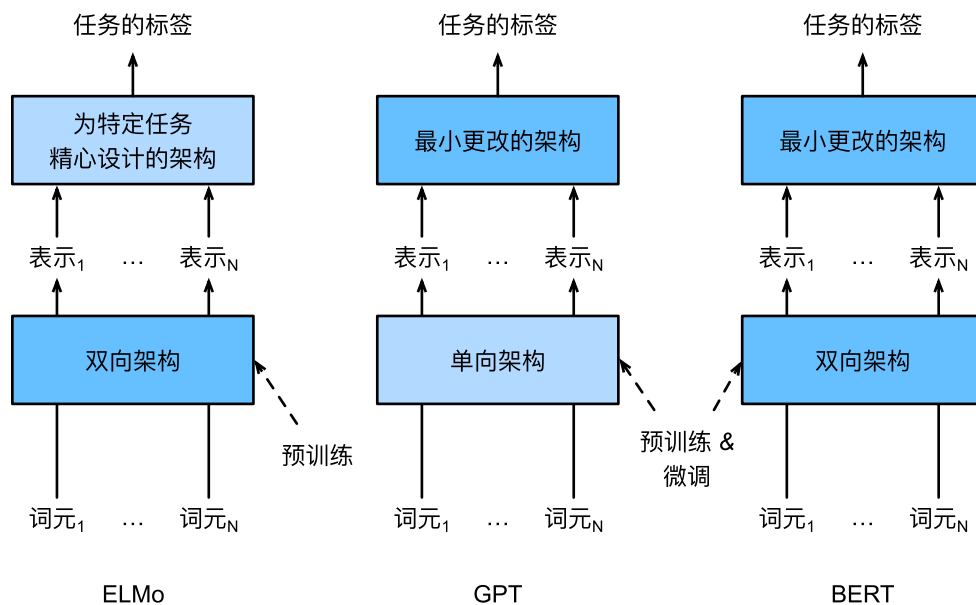 任务的标签
为特定任务
精心设计的架构
表示1 … 表示N
双向架构
预训练
词元1 … 词元N
ELMo
任务的标签
最小更改的架构
表示1 … 表示N
单向架构
预训练 &
微调
词元1 … 词元N
GPT
任务的标签
最小更改的架构
表示1 … 表示N
双向架构
词元1 … 词元N
BERT